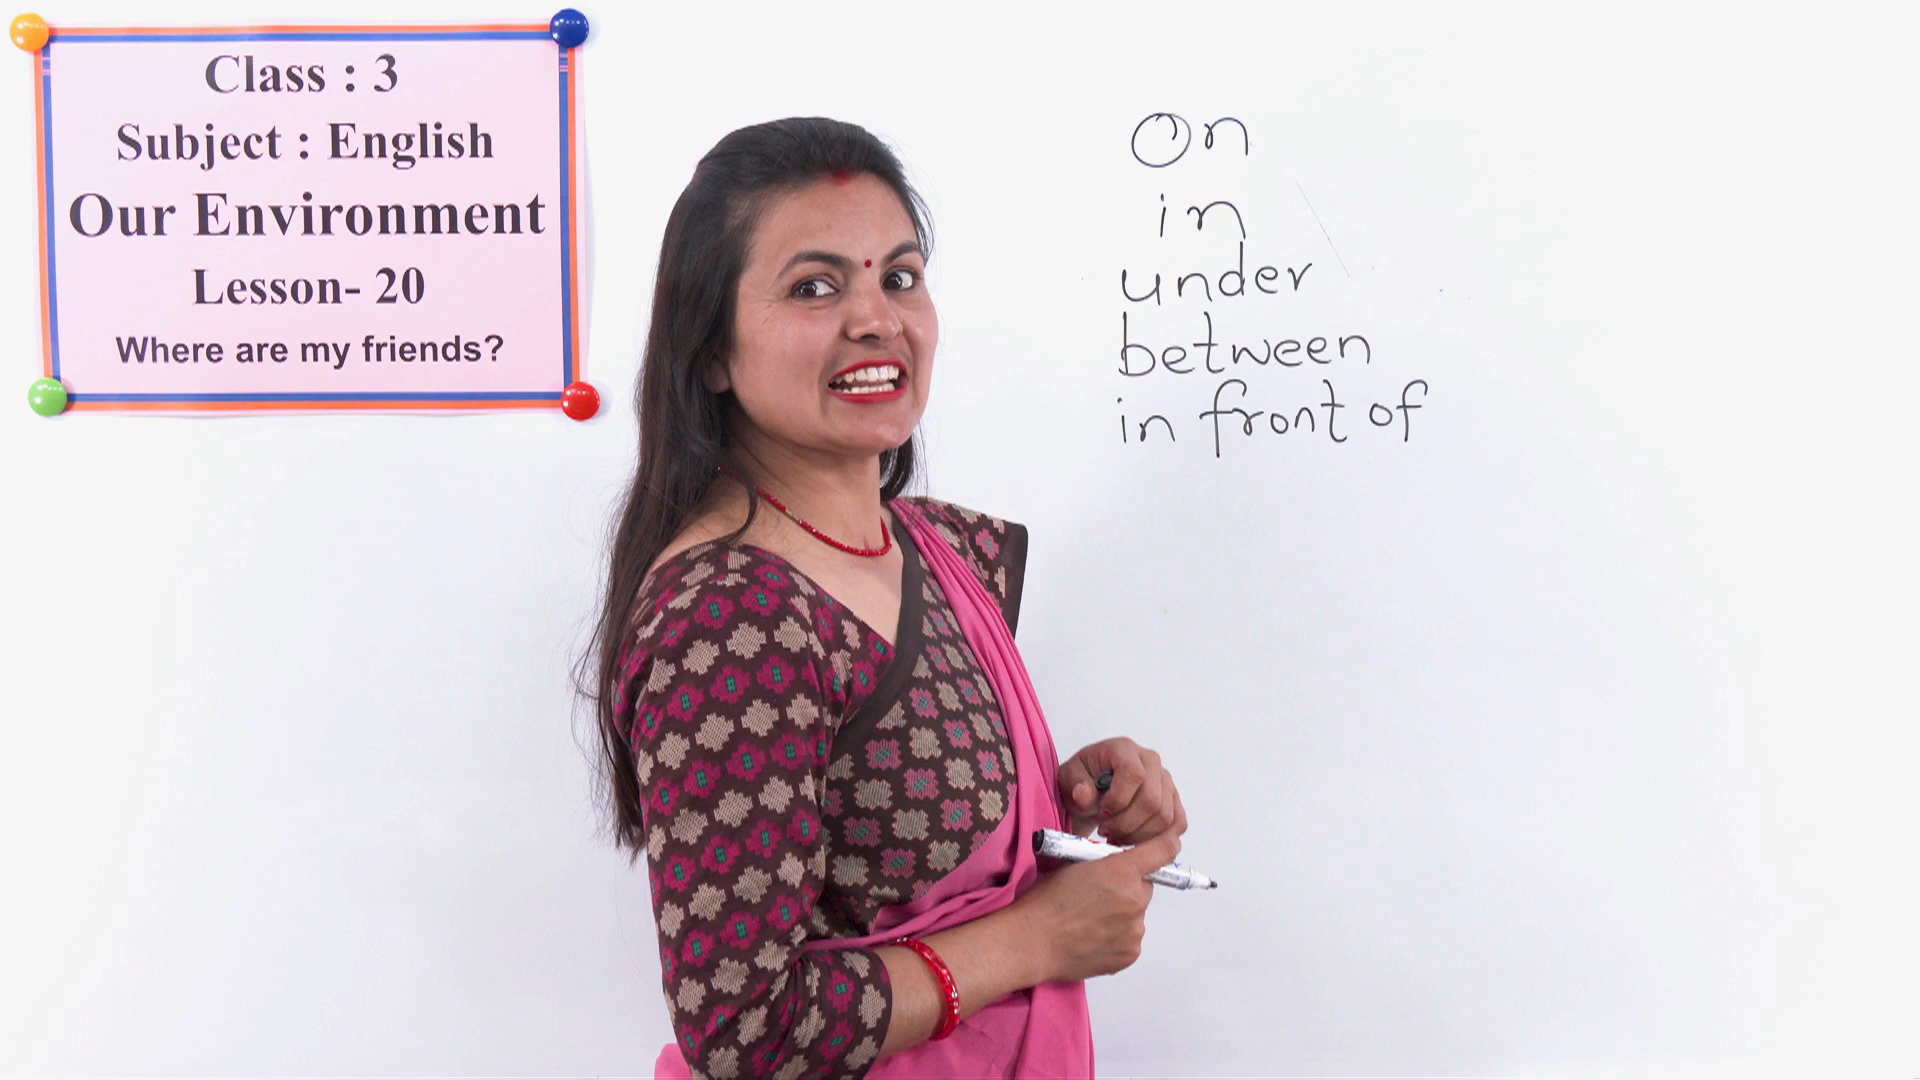 Class : 3
Subject : English
Our Environment
Lesson- 20
Where are my friends?
On
in
under
between
in front of